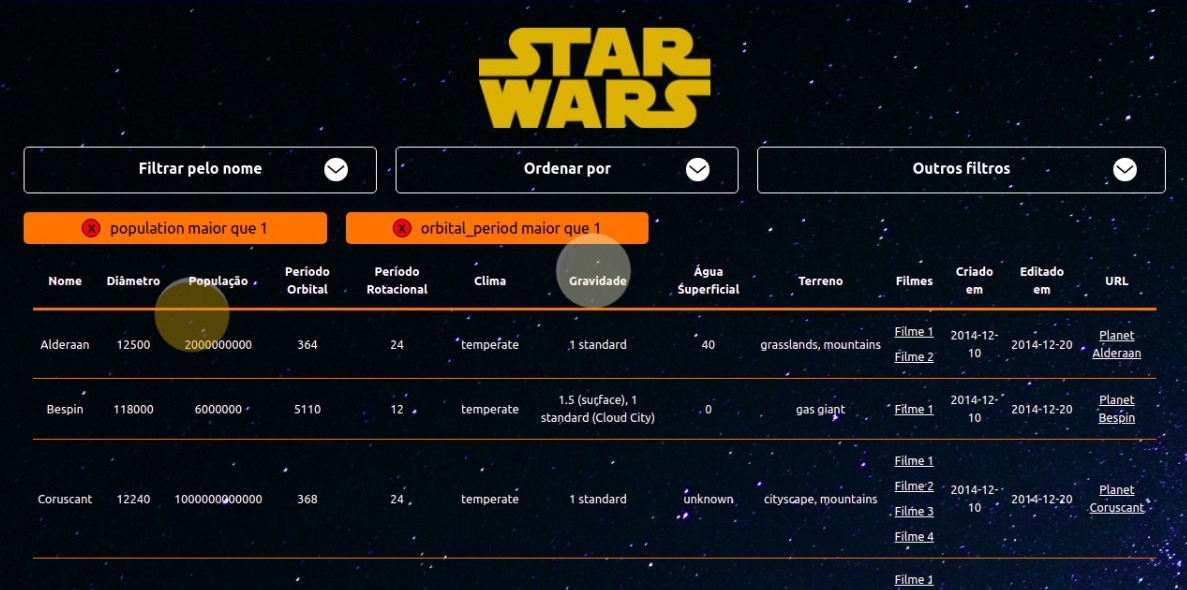 STAR
WARS
Filtrar pelo nome
Ordenar por
Outros filtros
x population maior que 1
x orbital_period maior que 1
Nome Diâmetro População Período Orbital Período Rotacional Clima Gravidade Água Superficial Terreno Filmes Criado em Editado em URL
Alderaan 12500 2000000000 364 24 temperate 1 standard 40 grasslands, mountains Filme 1 Filme 2 2014-12-10 2014-12-20 Planet Alderaan
Bespin 118000 6000000 5110 12 temperate 1.5 (surface), 1 standard (Cloud City) 0 gas giant Filme 1 2014-12-10 2014-12-20 Planet Bespin
Coruscant 12240 1000000000000 368 24 temperate 1 standard unknown cityscape, mountains Filme 1 Filme 2 Filme 3 Filme 4 2014-12-10 2014-12-20 Planet Coruscant
Filme 1